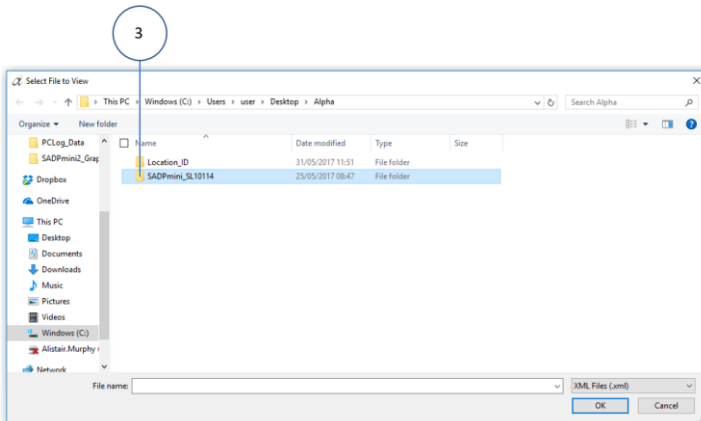 3
Select File to View
This PC > Windows (C:) > Users > user > Desktop > Alpha
Search Alpha
Organize
New folder
PCLog_Data
SADPmini2_Grap
Dropbox
OneDrive
This PC
Desktop
Documents
Downloads
Music
Pictures
Videos
Windows (C:)
Alistair.Murphy
Network
Name Date modified Type Size
Location_ID 31/05/2017 11:51 File folder
SADPmini_SL10114 25/05/2017 08:47 File folder
File name:
XML Files (.xml)
OK Cancel